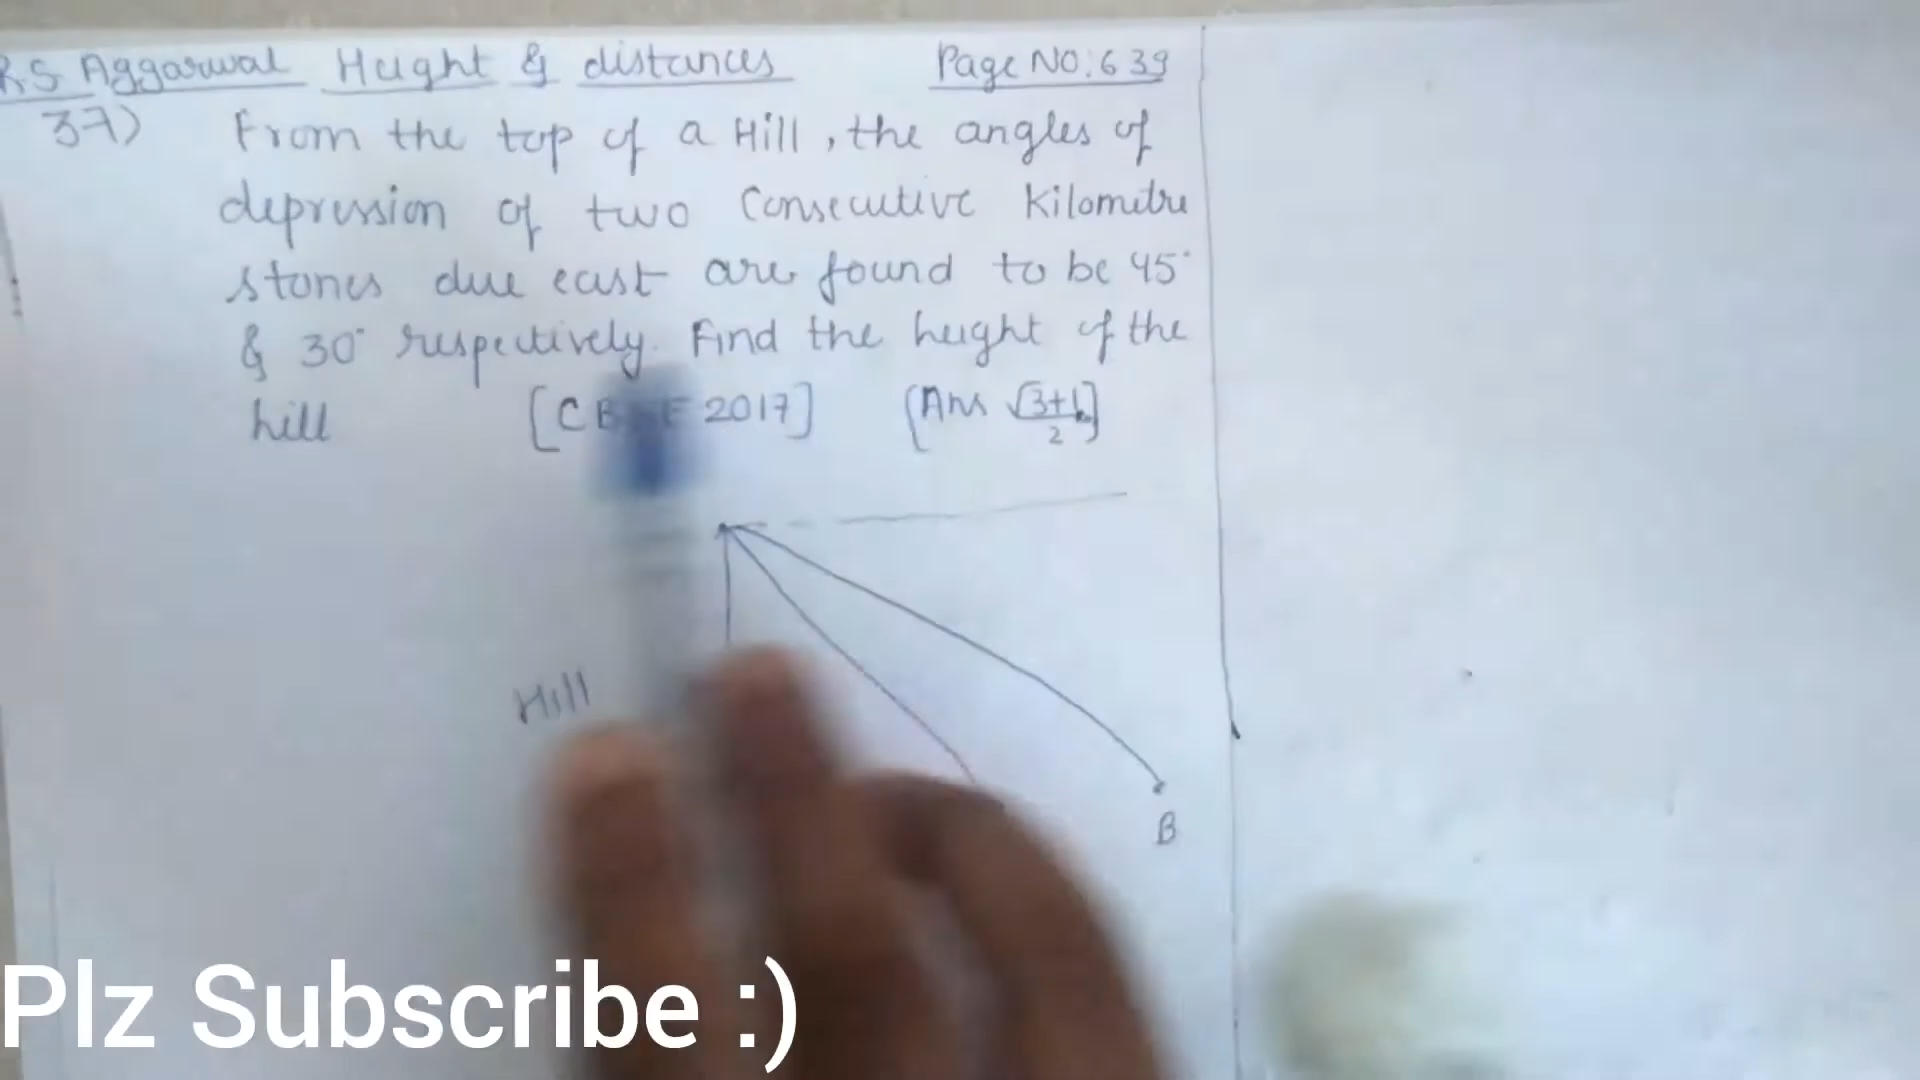 R.S Aggarwal Height & distances Page NO: 639
37) From the top of a Hill, the angles of
depression of two Consecutive Kilometre
stones due east are found to be 45°
& 30° respectively. Find the height of the
hill [CBSE 2017] [Ans √3+1/2]
Hill
B
Plz Subscribe :)